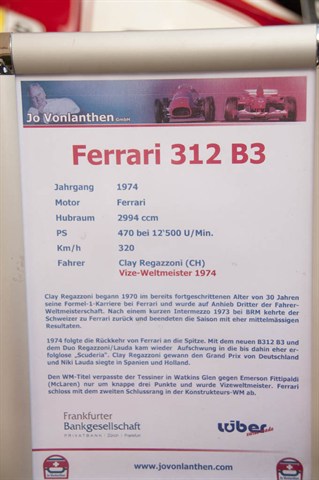 Jo Vonlanthen GmbH
Ferrari 312 B3
Jahrgang 1974
Motor Ferrari
Hubraum 2994 ccm
PS 470 bei 12'500 U/Min.
Km/h 320
Fahrer Clay Regazzoni (CH)
Vize-Weltmeister 1974
Clay Regazzoni begann 1970 im bereits fortgeschrittenen Alter von 30 Jahren
seine Formel-1-Karriere bei Ferrari und wurde auf Anhieb Dritter der Fahrer-
Weltmeisterschaft. Nach einem kurzen Intermezzo 1973 bei BRM kehrte der
Schweizer zu Ferrari zurück und beendeten die Saison mit eher mittelmässigen
Resultaten.
1974 folgte die Rückkehr von Ferrari an die Spitze. Mit dem neuen B312 B3 und
dem Duo Regazzoni/Lauda kam wieder Aufschwung in die bis dahin eher er-
folglose „Scuderia". Clay Regazzoni gewann den Grand Prix von Deutschland
und Niki Lauda siegte in Spanien und Holland.
Den WM-Titel verpasste der Tessiner in Watkins Glen gegen Emerson Fittipaldi
(McLaren) nur um knappe drei Punkte und wurde Vizeweltmeister. Ferrari
schloss mit dem zweiten Schlussrang in der Konstrukteurs-WM ab.
Frankfurter
Bankgesellschaft
PRIVATBANK Zürich Frankfurt
Lüber
www.jovonlanthen.com